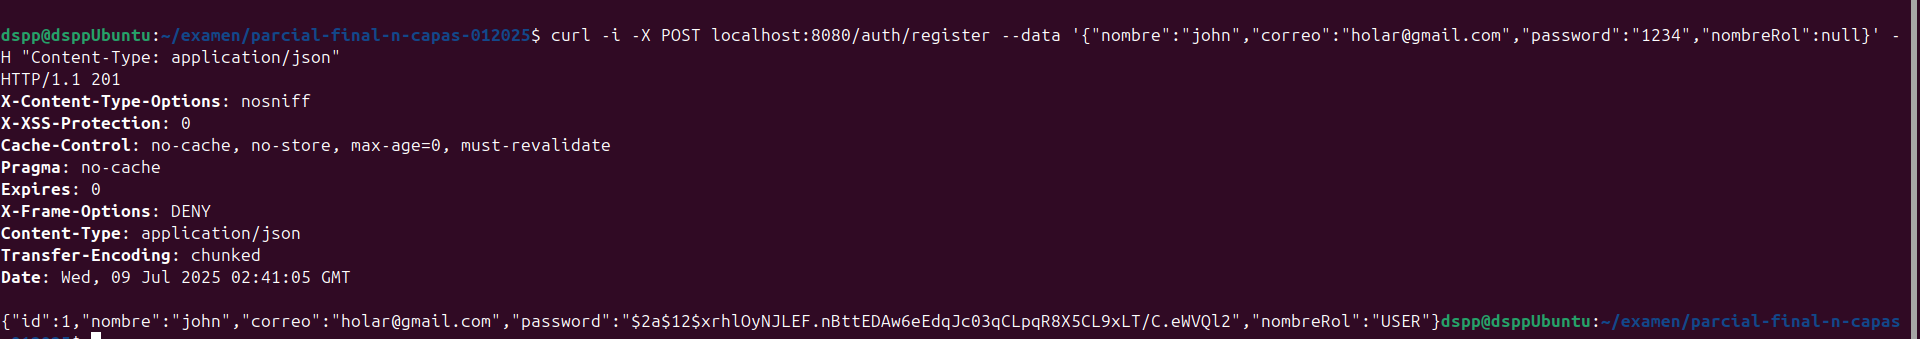 dspp@dsppUbuntu:~/examen/parcial-final-n-capas-012025$ curl -i -X POST localhost:8080/auth/register --data '{"nombre":"john","correo":"holar@gmail.com","password":"1234","nombreRol":null}' -
H "Content-Type: application/json"
HTTP/1.1 201
X-Content-Type-Options: nosniff
X-XSS-Protection: 0
Cache-Control: no-cache, no-store, max-age=0, must-revalidate
Pragma: no-cache
Expires: 0
X-Frame-Options: DENY
Content-Type: application/json
Transfer-Encoding: chunked
Date: Wed, 09 Jul 2025 02:41:05 GMT
{"id":1,"nombre":"john","correo":"holar@gmail.com","password":"$2a$12$xrhlOyNJLEF.nBttEDAw6eEdqJc03qCLpqR8X5CL9xLT/C.eWVQl2","nombreRol":"USER"}dspp@dsppUbuntu:~/examen/parcial-final-n-capas